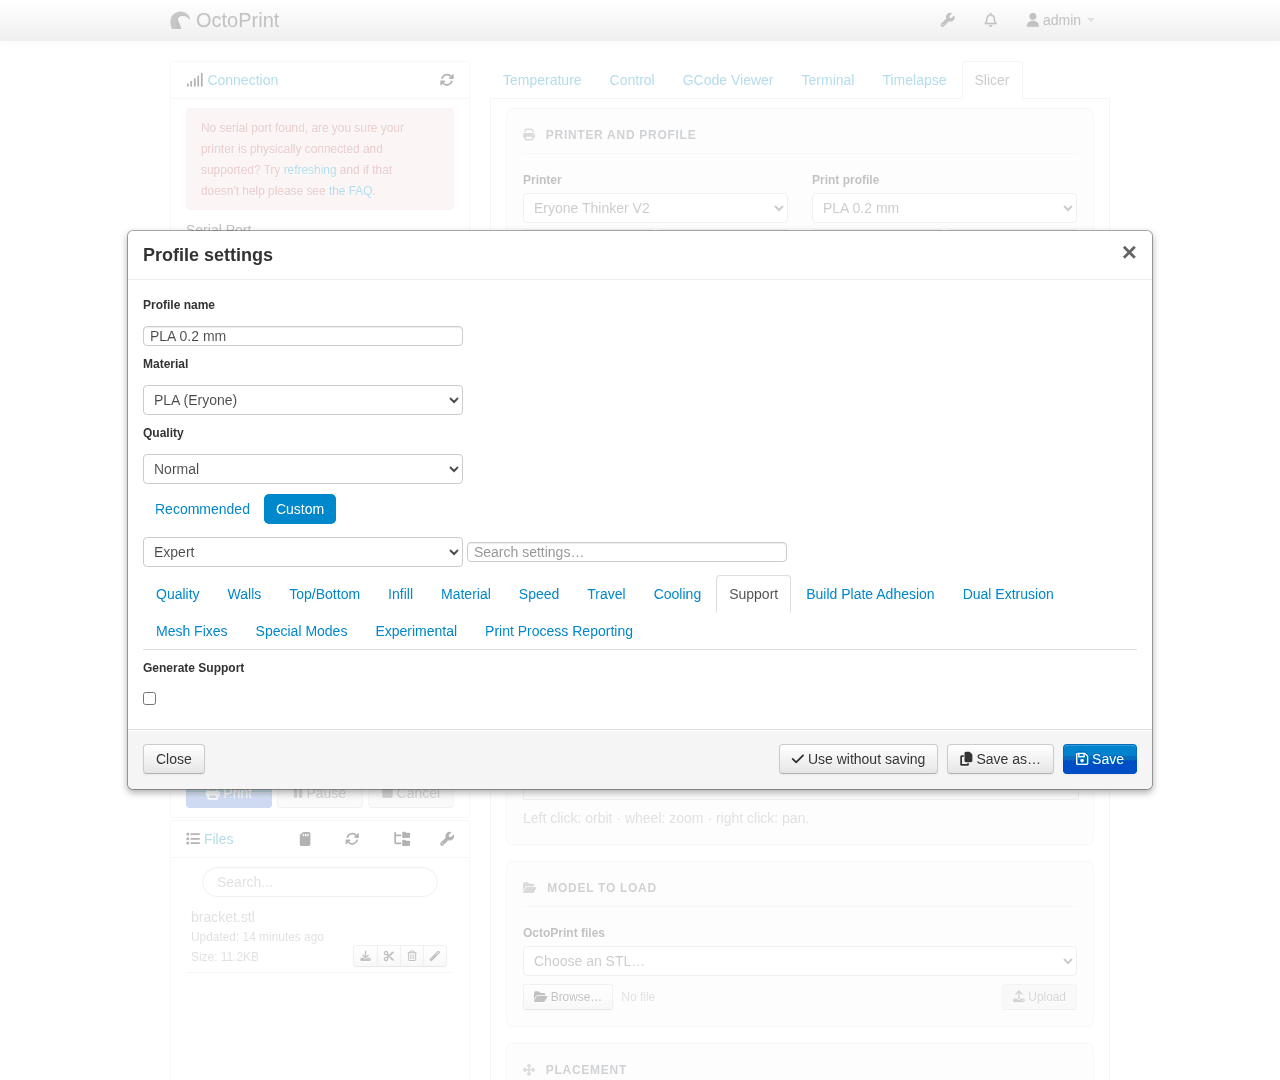 OctoPrint
admin
Connection
No serial port found, are you sure your
printer is physically connected and
supported? Try refreshing and if that
doesn't help please see the FAQ.
Serial Port
Temperature Control GCode Viewer Terminal Timelapse Slicer
PRINTER AND PROFILE
Printer Print profile
Eryone Thinker V2 PLA 0.2 mm
Profile settings
×
Profile name
PLA 0.2 mm
Material
PLA (Eryone)
Quality
Normal
Recommended Custom
Expert Search settings…
Quality Walls Top/Bottom Infill Material Speed Travel Cooling Support Build Plate Adhesion Dual Extrusion
Mesh Fixes Special Modes Experimental Print Process Reporting
Generate Support
Close Use without saving Save as… Save
Print Pause Cancel
Files
Search...
bracket.stl
Updated: 14 minutes ago
Size: 11.2KB
Left click: orbit · wheel: zoom · right click: pan.
MODEL TO LOAD
OctoPrint files
Choose an STL…
Browse… No file Upload
PLACEMENT